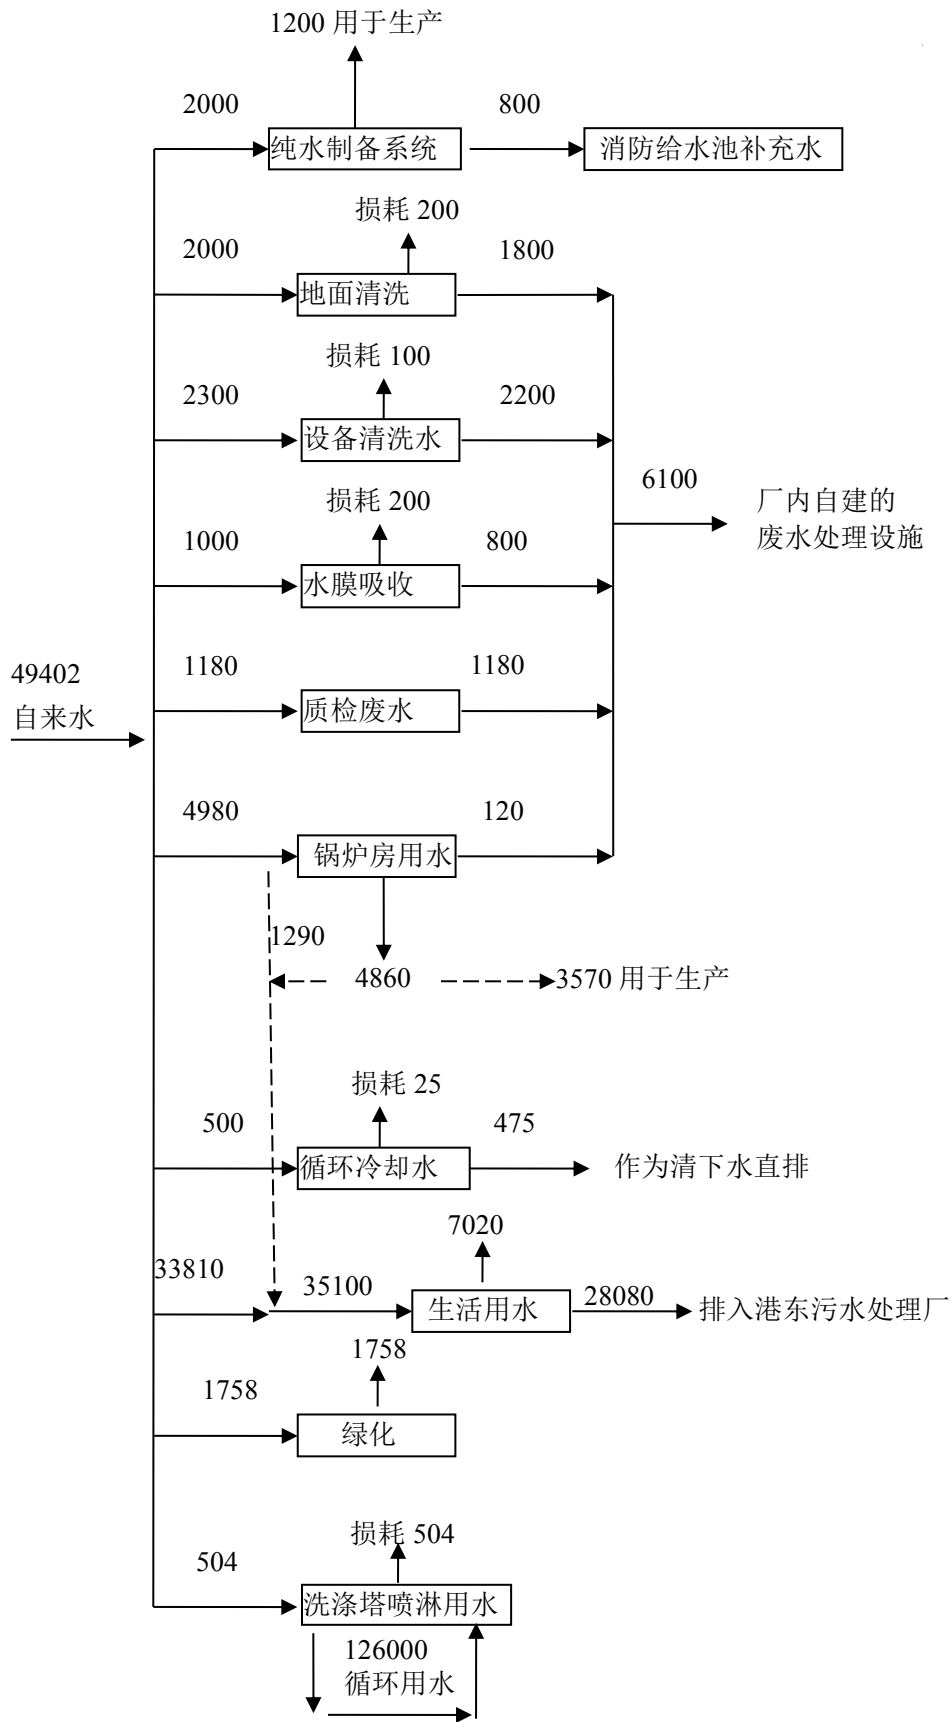 1200 用于生产
2000
800
纯水制备系统
消防给水池补充水
损耗 200
2000
1800
地面清洗
损耗 100
2300
2200
设备清洗水
6100
厂内自建的
废水处理设施
损耗 200
1000
800
水膜吸收
49402
自来水
1180
1180
质检废水
4980
120
锅炉房用水
1290
4860
3570 用于生产
损耗 25
500
475
循环冷却水
作为清下水直排
7020
33810
35100
生活用水
28080
排入港东污水处理厂
1758
1758
绿化
损耗 504
504
洗涤塔喷淋用水
126000
循环用水